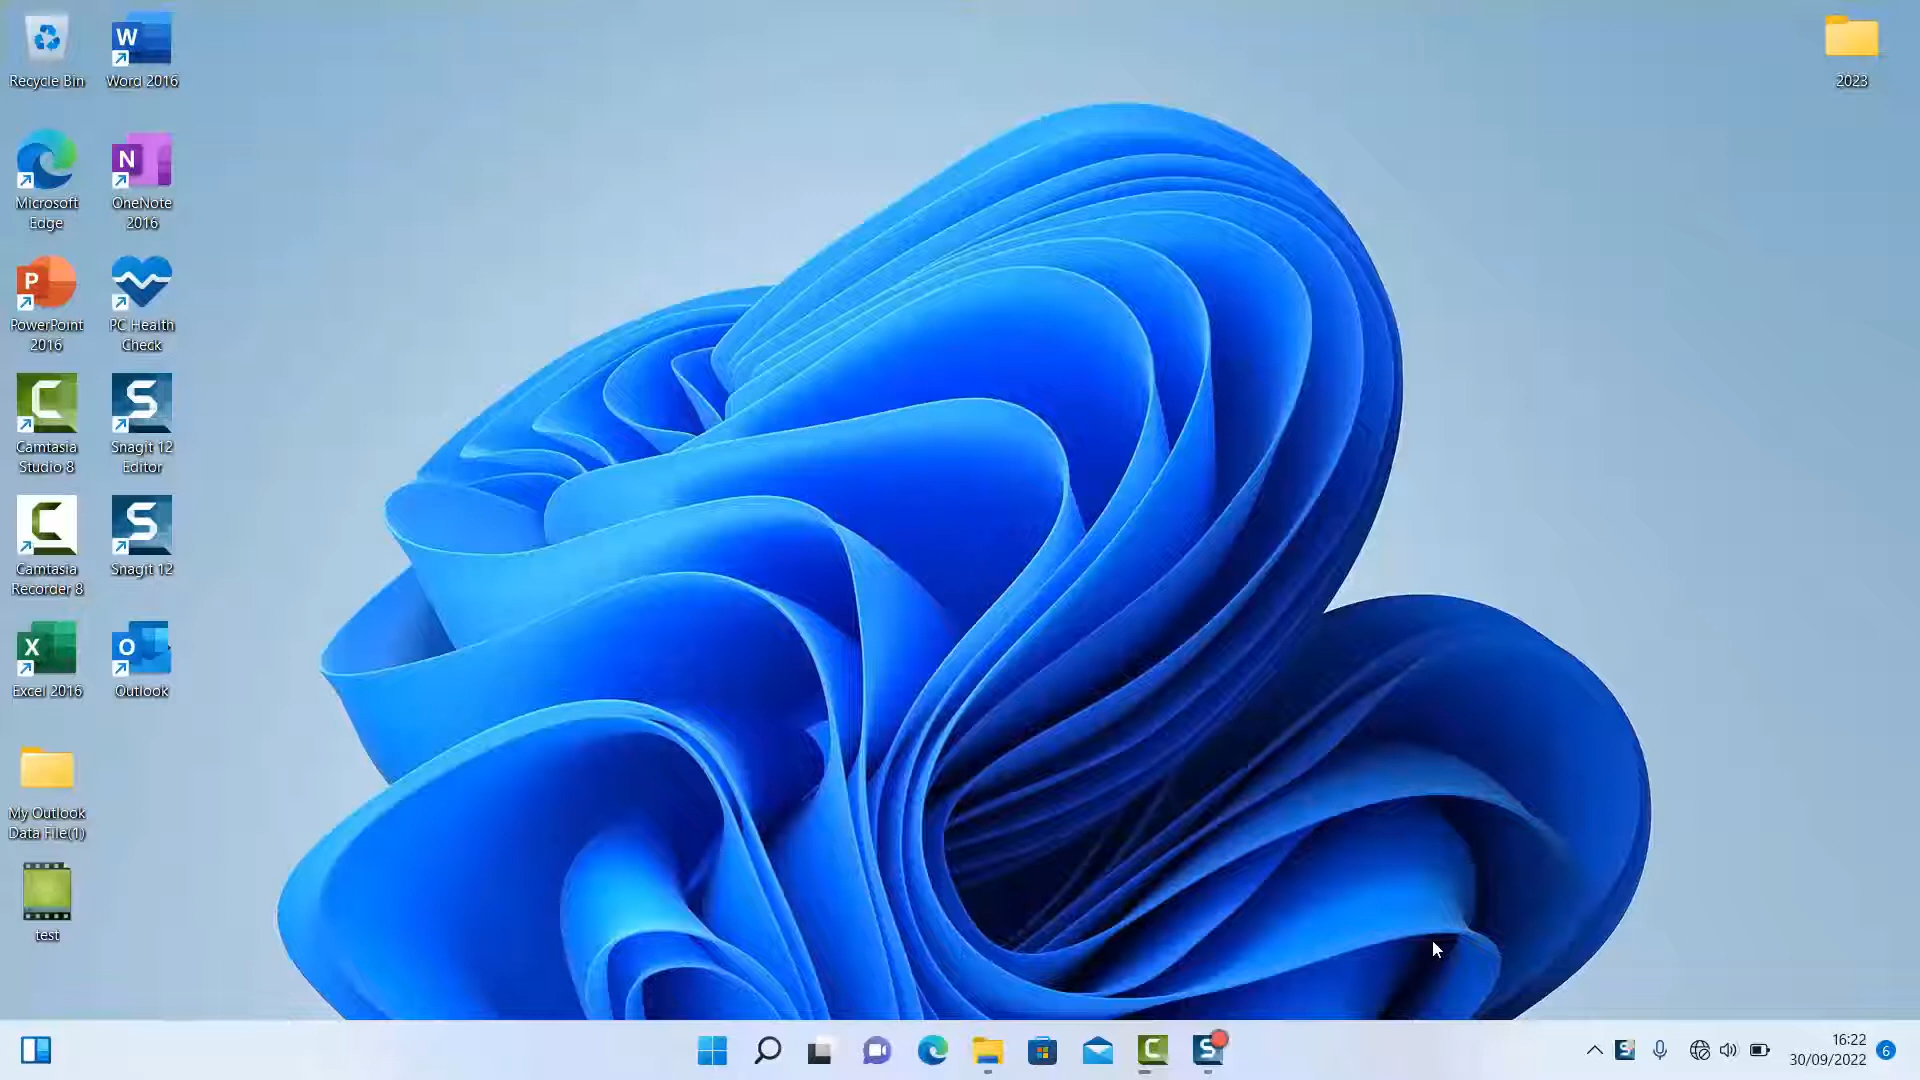 Recycle Bin
Word 2016
2023
Microsoft
Edge
OneNote
2016
PowerPoint
2016
PC Health
Check
Camtasia
Studio 8
Snagit 12
Editor
Camtasia
Recorder 8
Snagit 12
Excel 2016
Outlook
My Outlook
Data File(1)
test
16:22
30/09/2022
6